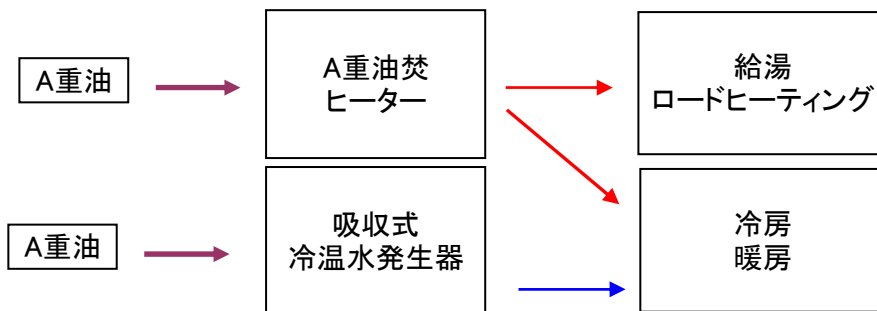 A重油
A重油焚
ヒーター
給湯
ロードヒーティング
A重油
吸収式
冷温水発生器
冷房
暖房